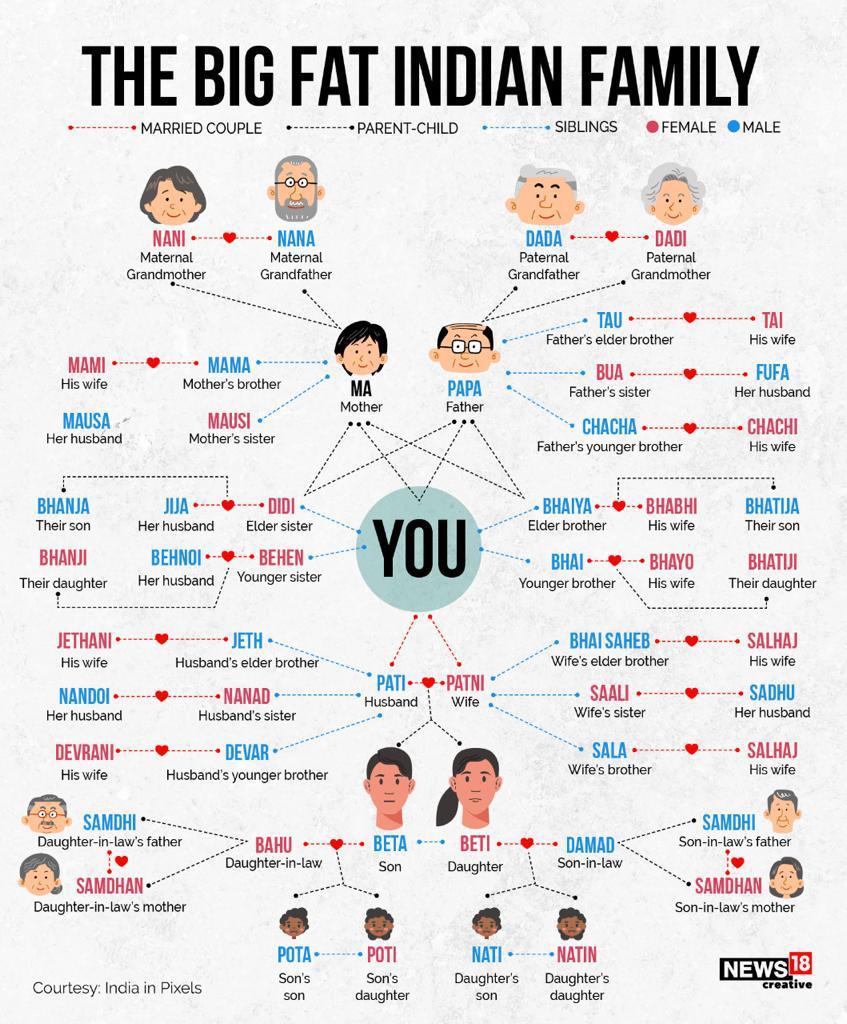 THE BIG FAT INDIAN FAMILY
MARRIED COUPLE PARENT-CHILD SIBLINGS FEMALE MALE
NANI NANA DADA DADI
Maternal Maternal Paternal Paternal
Grandmother Grandfather Grandfather Grandmother
TAU TAI
Father's elder brother His wife
MAMI MAMA
His wife Mother's brother
BUA FUFA
Father's sister Her husband
MA PAPA
Mother Father
MAUSA MAUSI
Her husband Mother's sister
CHACHA CHACHI
Father's younger brother His wife
BHANJA JIJA DIDI BHAIYA BHABHI BHATIJA
Their son Her husband Elder sister Elder brother His wife Their son
YOU
BHANJI BEHNOI BEHEN BHAI BHAYO BHATIJI
Their daughter Her husband Younger sister Younger brother His wife Their daughter
JETHANI JETH BHAI SAHEB SALHAJ
His wife Husband's elder brother Wife's elder brother His wife
PATI PATNI
Husband Wife
NANDOI NANAD SAALI SADHU
Her husband Husband's sister Wife's sister Her husband
DEVRANI DEVAR SALA SALHAJ
His wife Husband's younger brother Wife's brother His wife
SAMDHI SAMDHI
Daughter-in-law's father Son-in-law's father
BAHU BETA BETI DAMAD
Daughter-in-law Son Daughter Son-in-law
SAMDHAN SAMDHAN
Daughter-in-law's mother Son-in-law's mother
POTA POTI NATI NATIN
Son's Son's Daughter's Daughter's
son daughter son daughter
NEWS 18
creative
Courtesy: India in Pixels